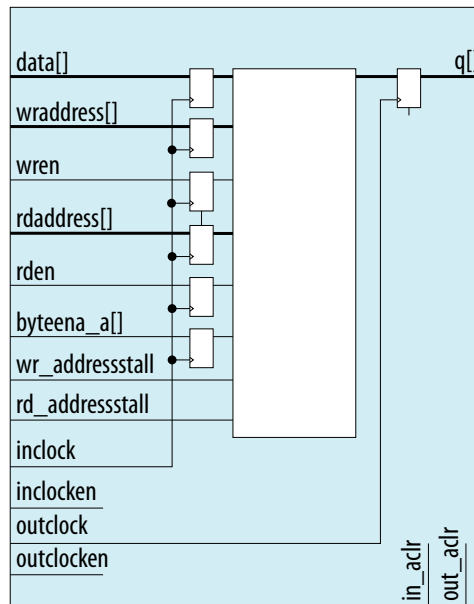 data[]
q[]
wraddress[]
wren
rdaddress[]
rden
byteena_a[]
wr_addressstall
rd_addressstall
inclock
inclocken
outclock
outclocken
in_aclr
out_aclr